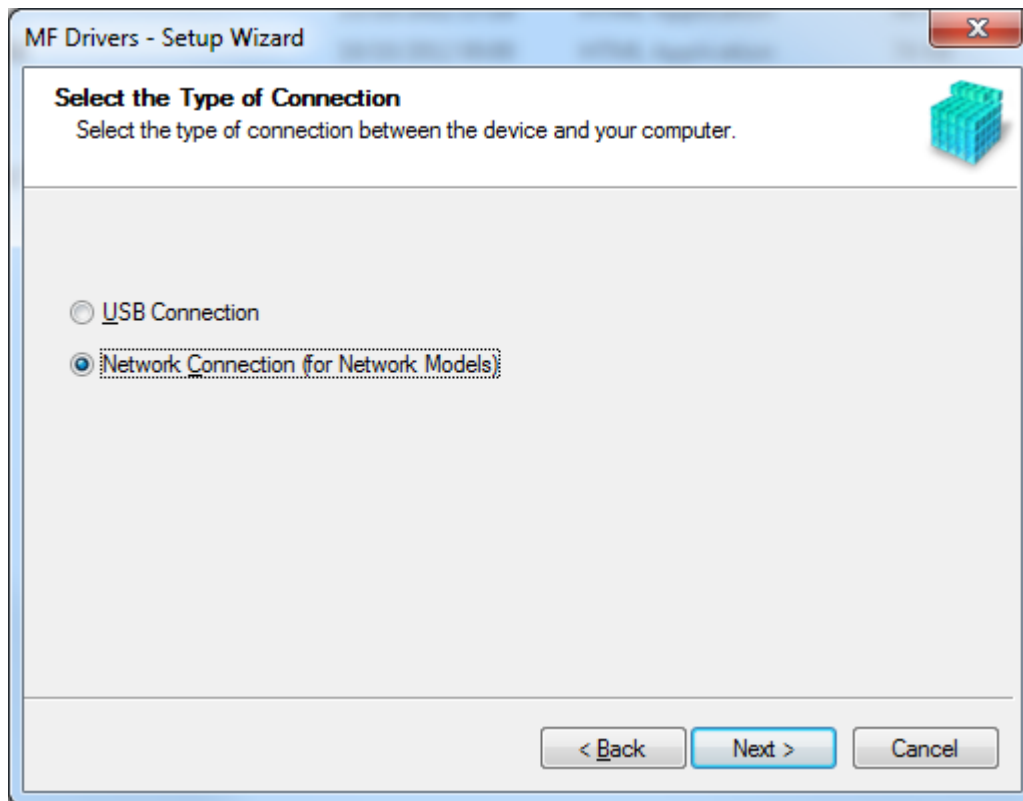 MF Drivers - Setup Wizard
Select the Type of Connection
Select the type of connection between the device and your computer.
USB Connection
Network Connection (for Network Models)
< Back Next > Cancel